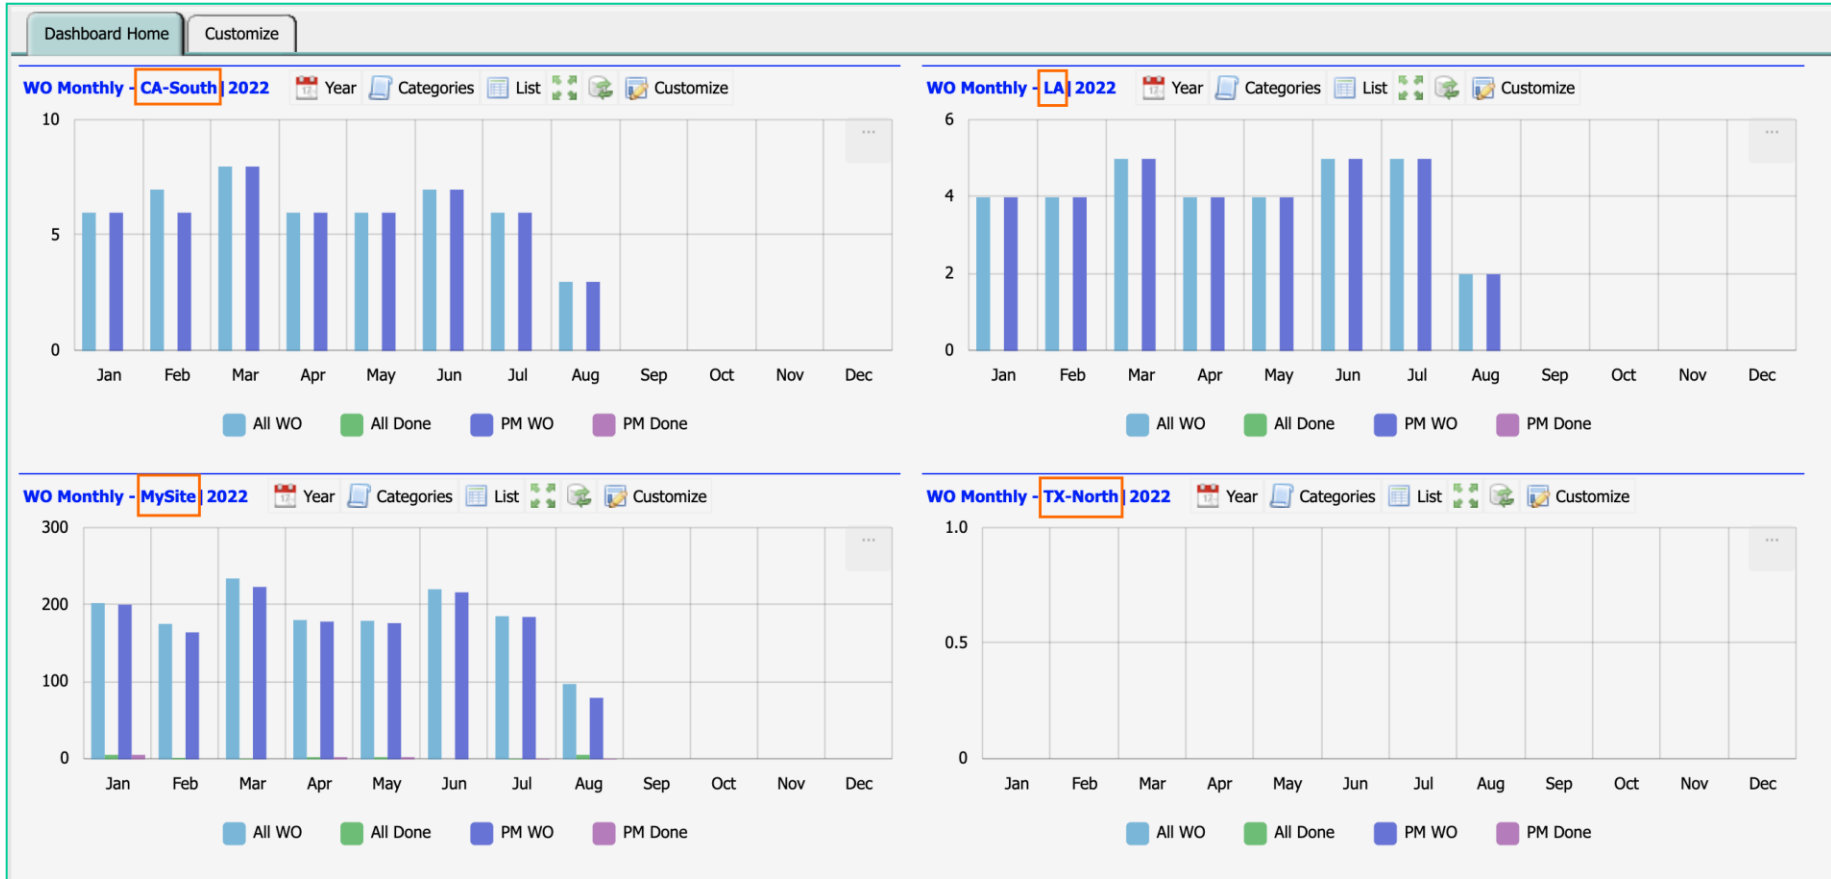 Dashboard Home Customize
WO Monthly - CA-South | 2022 Year Categories List Customize
10
5
0
Jan Feb Mar Apr May Jun Jul Aug Sep Oct Nov Dec
All WO All Done PM WO PM Done
WO Monthly - LA | 2022 Year Categories List Customize
6
4
2
0
Jan Feb Mar Apr May Jun Jul Aug Sep Oct Nov Dec
All WO All Done PM WO PM Done
WO Monthly - MySite | 2022 Year Categories List Customize
300
200
100
0
Jan Feb Mar Apr May Jun Jul Aug Sep Oct Nov Dec
All WO All Done PM WO PM Done
WO Monthly - TX-North | 2022 Year Categories List Customize
1.0
0.5
0
Jan Feb Mar Apr May Jun Jul Aug Sep Oct Nov Dec
All WO All Done PM WO PM Done